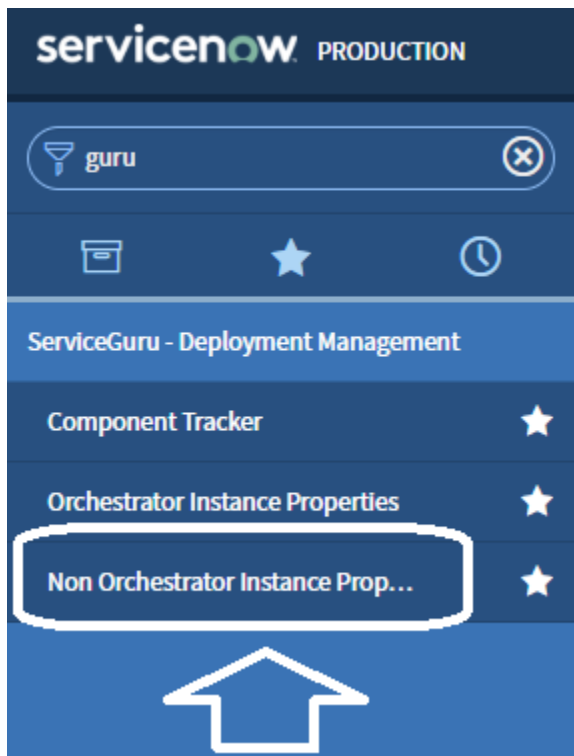 servicenow PRODUCTION
guru
ServiceGuru - Deployment Management
Component Tracker
Orchestrator Instance Properties
Non Orchestrator Instance Prop...